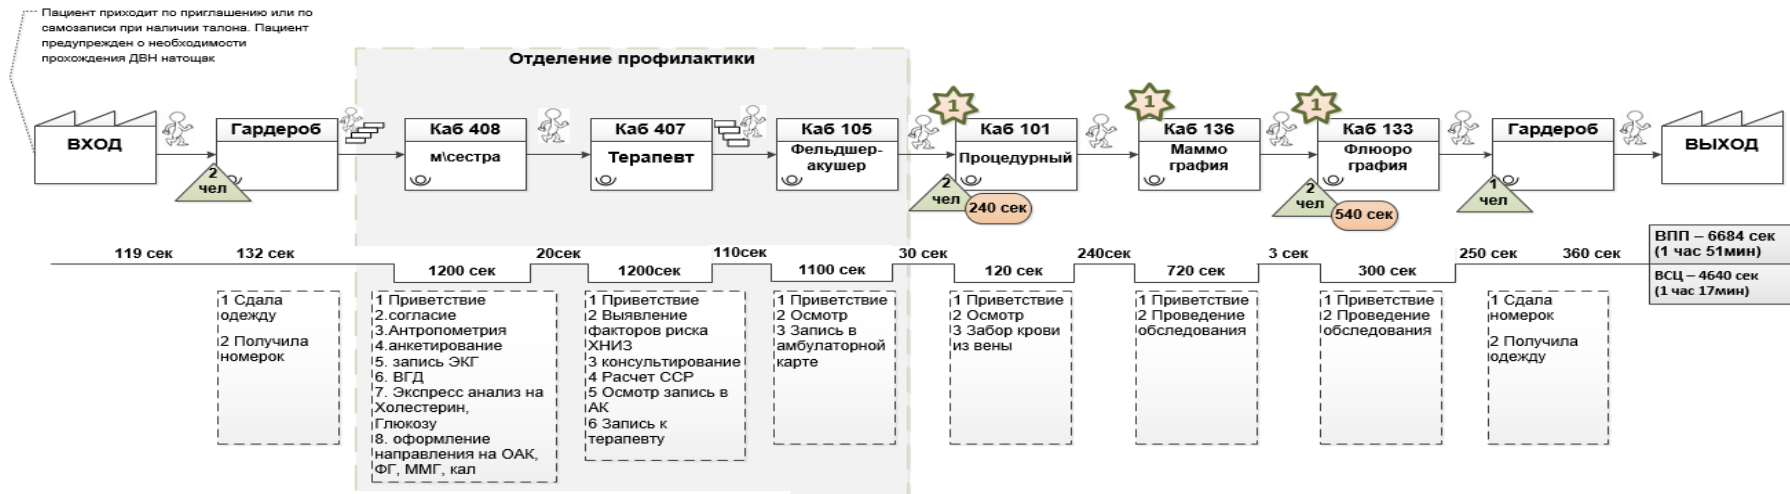 Пациент приходит по приглашению или по
самозаписи при наличии талона. Пациент
предупрежден о необходимости
прохождения ДВН натощак
Отделение профилактики
ВХОД
Гардероб
2
чел
Каб 408
м\сестра
Каб 407
Терапевт
Каб 105
Фельдшер-
акушер
1
Каб 101
Процедурный
2
чел
240 сек
1
Каб 136
Маммо
графия
1
Каб 133
Флюоро
графия
2
чел
540 сек
Гардероб
1
чел
ВЫХОД
119 сек
132 сек
1200 сек
20сек
1200сек
110сек
1100 сек
30 сек
120 сек
240сек
720 сек
3 сек
300 сек
250 сек
360 сек
ВПП – 6684 сек
(1 час 51мин)
ВСЦ – 4640 сек
(1 час 17мин)
1 Сдала
одежду
2 Получила
номерок
1 Приветствие
2.согласие
3.Антропометрия
4.анкетирование
5. запись ЭКГ
6. ВГД
7. Экспресс анализ на
Холестерин,
Глюкозу
8. оформление
направления на ОАК,
ФГ, ММГ, кал
1 Приветствие
2 Выявление
факторов риска
ХНИЗ
3 консультирование
4 Расчет ССР
5 Осмотр запись в
АК
6 Запись к
терапевту
1 Приветствие
2 Осмотр
3 Запись в
амбулаторной
карте
1 Приветствие
2 Осмотр
3 Забор крови
из вены
1 Приветствие
2 Проведение
обследования
1 Приветствие
2 Проведение
обследования
1 Сдала
номерок
2 Получила
одежду